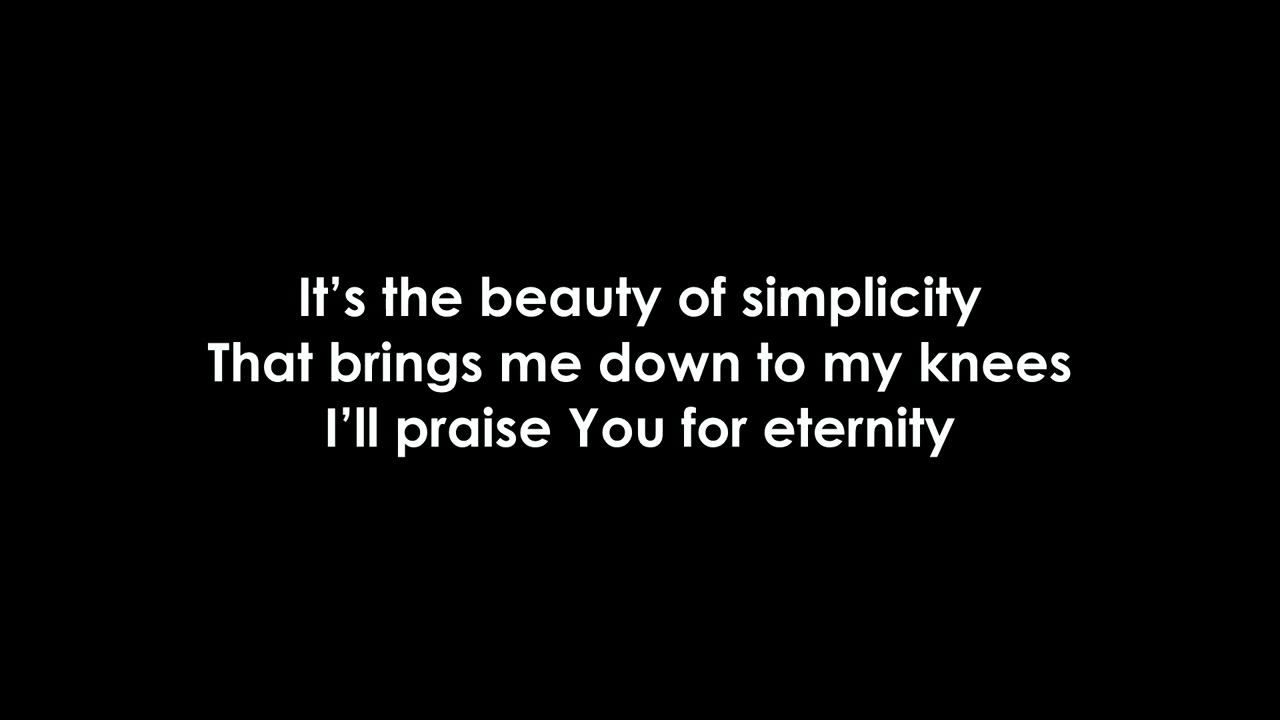 It’s the beauty of simplicity
That brings me down to my knees
I’ll praise You for eternity